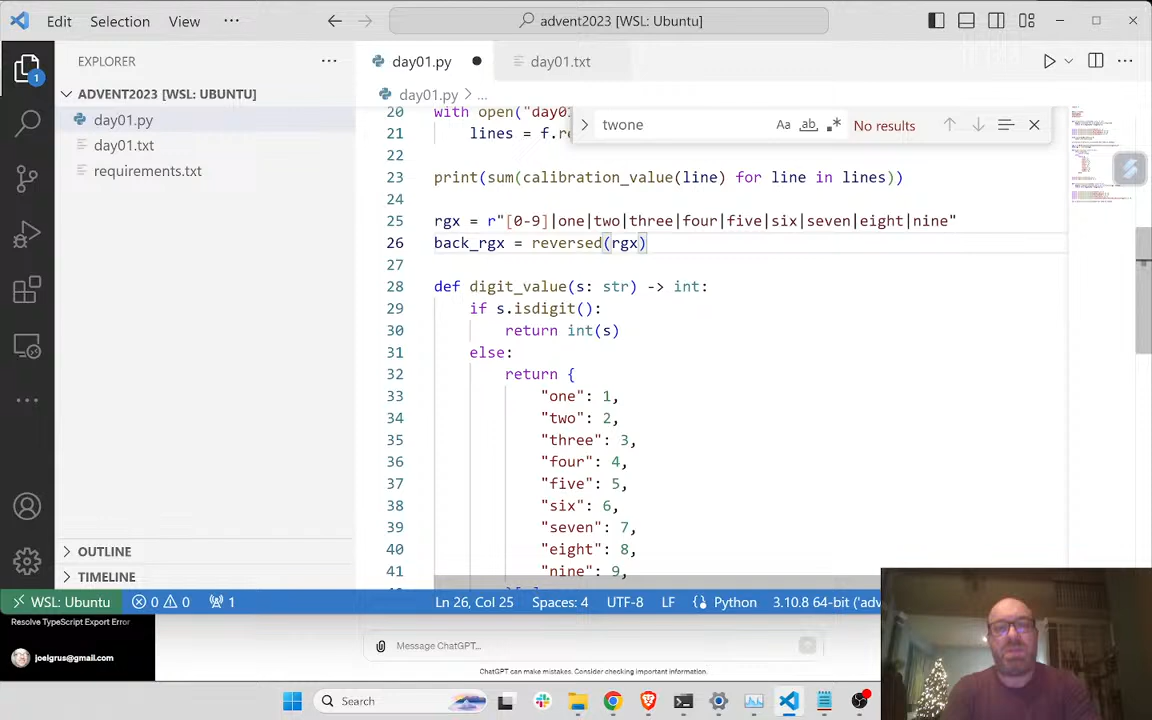 Edit Selection View ··· advent2023 [WSL: Ubuntu]
EXPLORER ···
day01.py
day01.txt
1
ADVENT2023 [WSL: UBUNTU]
day01.py
day01.txt
requirements.txt
day01.py > ...
twone Aa ab .* No results
20 with open("day01
21 lines = f.re
22
23 print(sum(calibration_value(line) for line in lines))
24
25 rgx = r"[0-9]|one|two|three|four|five|six|seven|eight|nine"
26 back_rgx = reversed(rgx)
27
28 def digit_value(s: str) -> int:
29 if s.isdigit():
30 return int(s)
31 else:
32 return {
33 "one": 1,
34 "two": 2,
35 "three": 3,
36 "four": 4,
37 "five": 5,
38 "six": 6,
39 "seven": 7,
40 "eight": 8,
41 "nine": 9,
OUTLINE
TIMELINE
WSL: Ubuntu 0 0 1 Ln 26, Col 25 Spaces: 4 UTF-8 LF Python 3.10.8 64-bit ('adv
Resolve TypeScript Export Error
joelgrus@gmail.com
Message ChatGPT...
ChatGPT can make mistakes. Consider checking important information.
Search